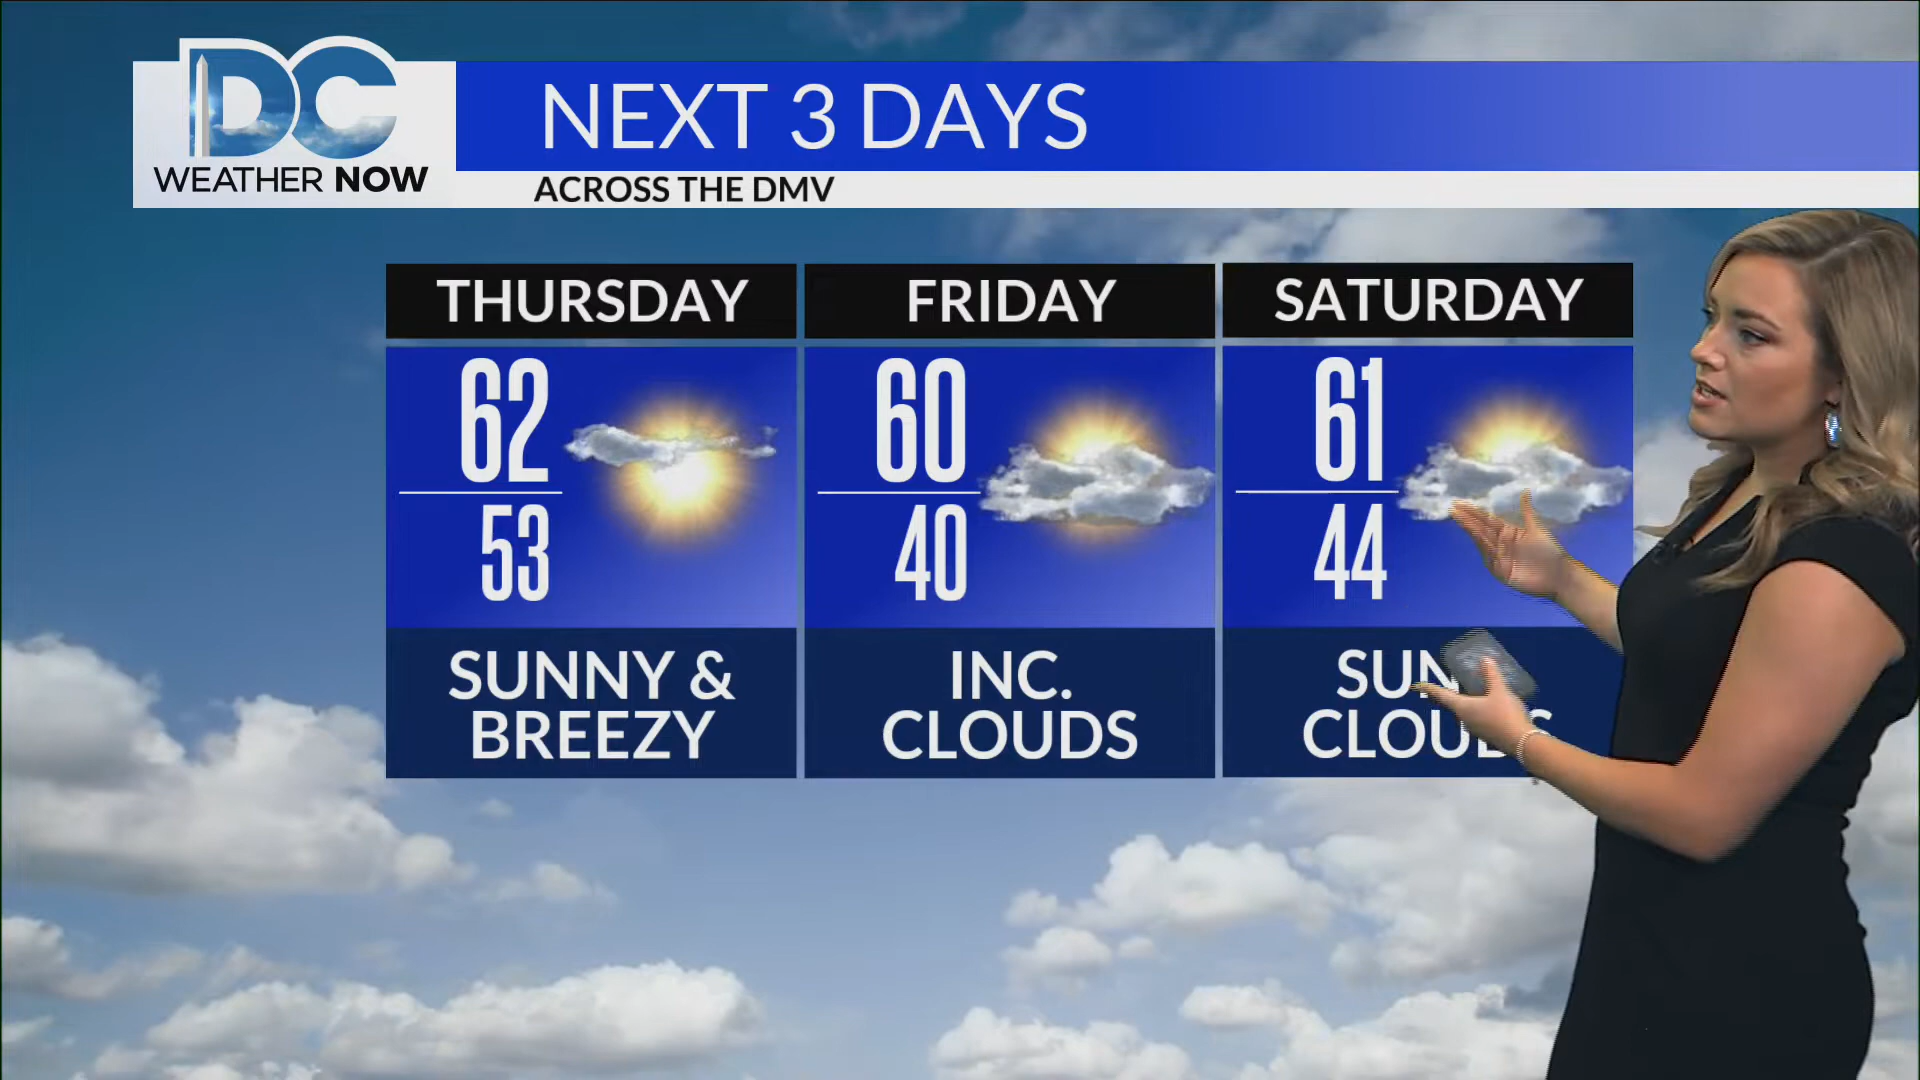 DC
WEATHER NOW
NEXT 3 DAYS
ACROSS THE DMV
THURSDAY
62
53
SUNNY &
BREEZY
FRIDAY
60
40
INC.
CLOUDS
SATURDAY
61
44
CLOUDS